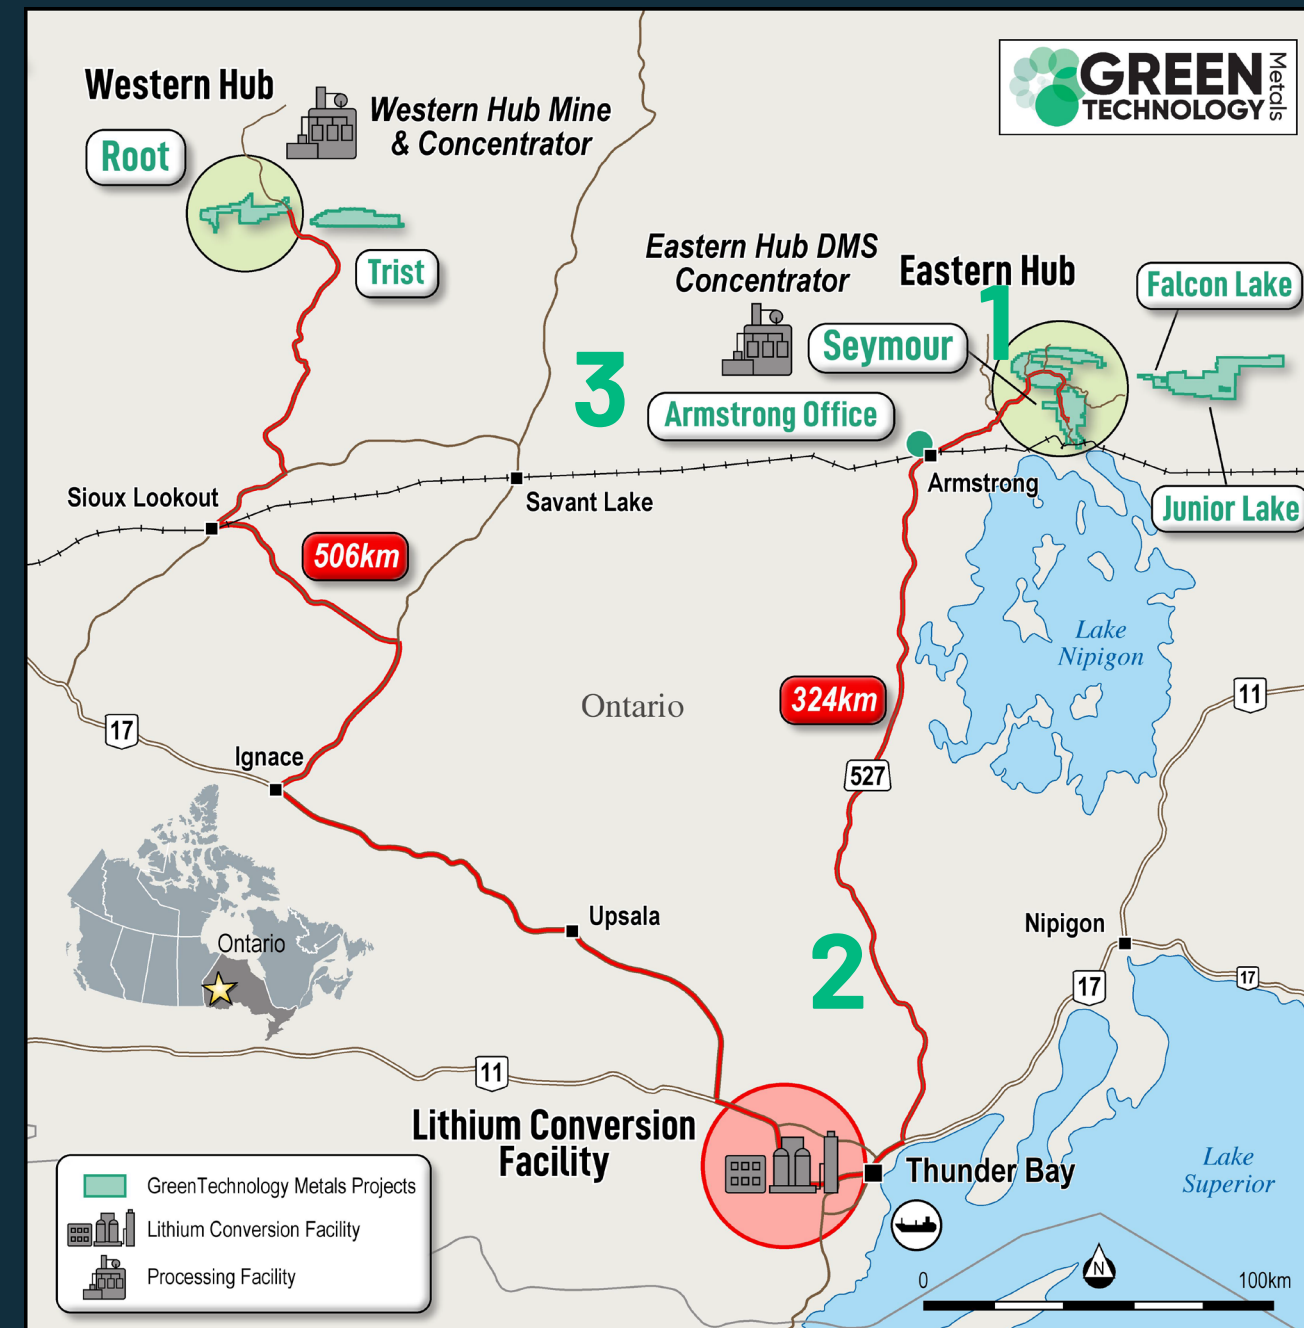 Western Hub
Western Hub Mine
& Concentrator
GREEN
TECHNOLOGY
Metals
Root
Trist
Eastern Hub DMS
Concentrator
Eastern Hub
1
Falcon Lake
Seymour
3
Armstrong Office
Armstrong
Junior Lake
Sioux Lookout
Savant Lake
506km
Lake
Nipigon
324km
Ontario
11
17
Ignace
527
Upsala
Nipigon
Ontario
2
17
17
11
Lithium Conversion
Facility
Thunder Bay
Lake
Superior
GreenTechnology Metals Projects
Lithium Conversion Facility
Processing Facility
N
0
100km